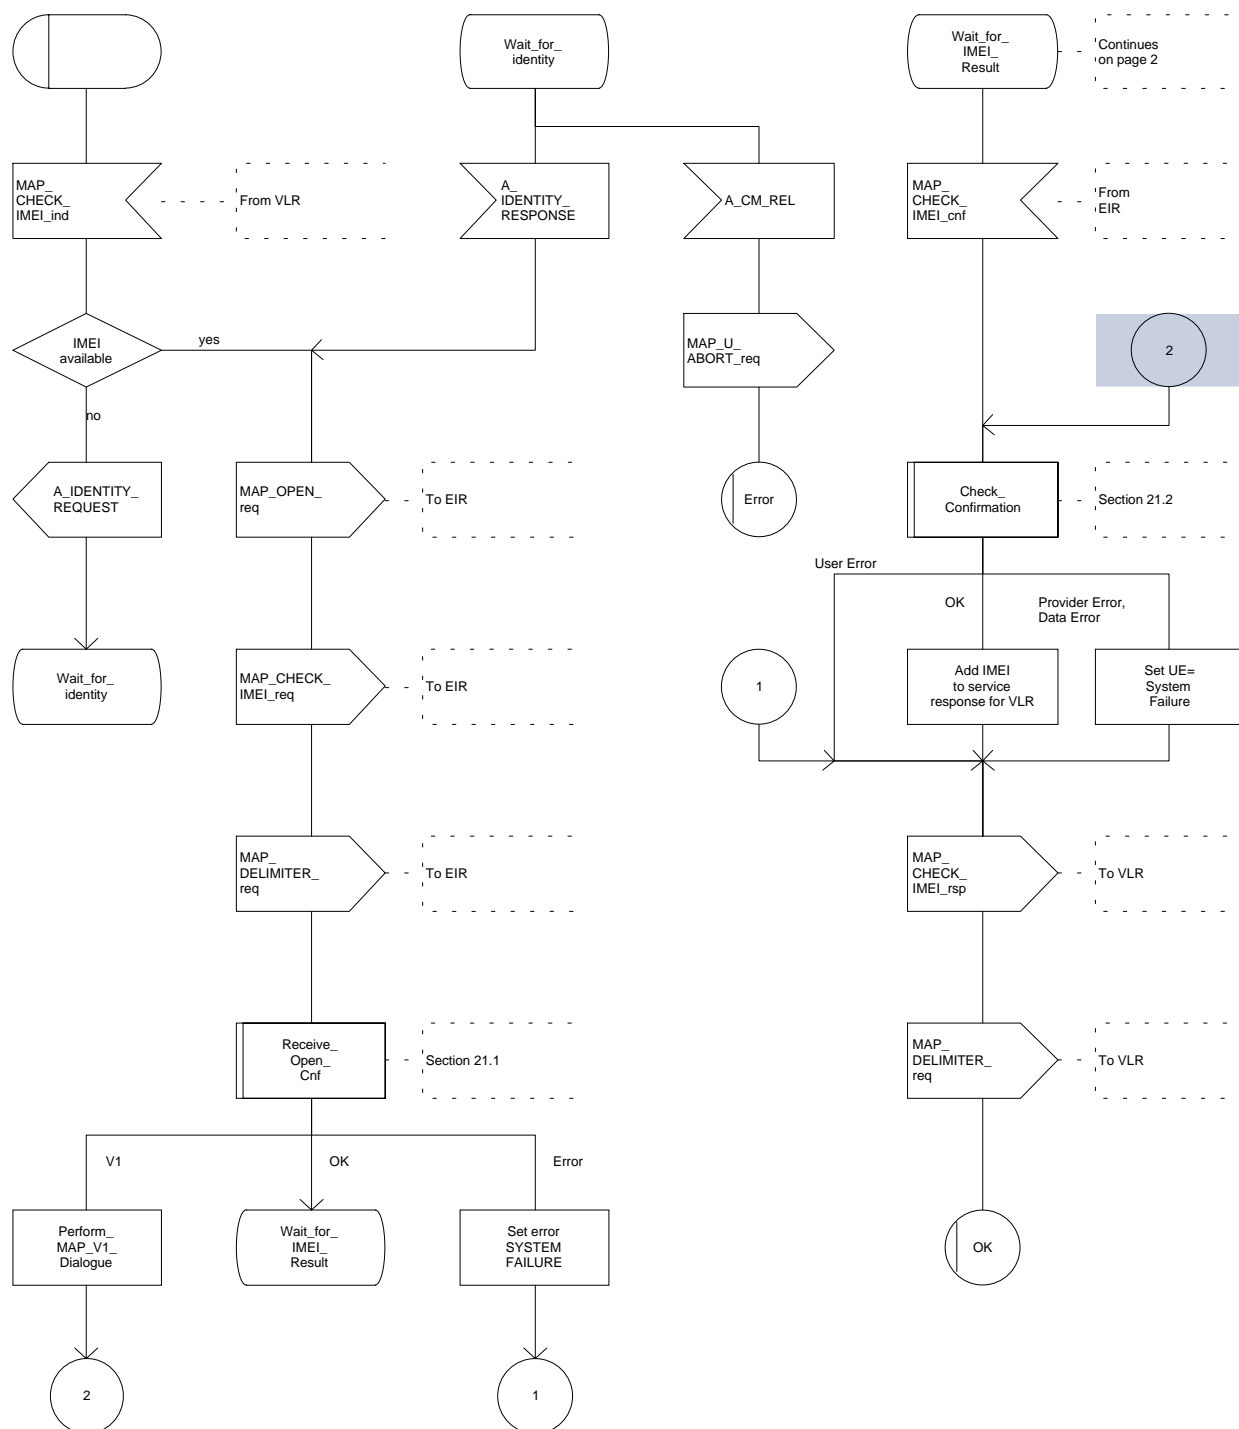 Wait_for_
identity
Wait_for_
IMEI_
Result
Continues
on page 2
MAP_
CHECK_
IMEI_ind
From VLR
A_
IDENTITY_
RESPONSE
A_CM_REL
MAP_
CHECK_
IMEI_cnf
From
EIR
IMEI
available
yes
no
MAP_U_
ABORT_req
2
A_IDENTITY_
REQUEST
MAP_OPEN_
req
To EIR
Error
Check_
Confirmation
Section 21.2
User Error
OK
Provider Error,
Data Error
Wait_for_
identity
MAP_CHECK_
IMEI_req
To EIR
1
Add IMEI
to service
response for VLR
Set UE=
System
Failure
MAP_
DELIMITER_
req
To EIR
MAP_
CHECK_
IMEI_rsp
To VLR
Receive_
Open_
Cnf
Section 21.1
MAP_
DELIMITER_
req
To VLR
V1
OK
Error
Perform_
MAP_V1_
Dialogue
Wait_for_
IMEI_
Result
Set error
SYSTEM
FAILURE
OK
2
1